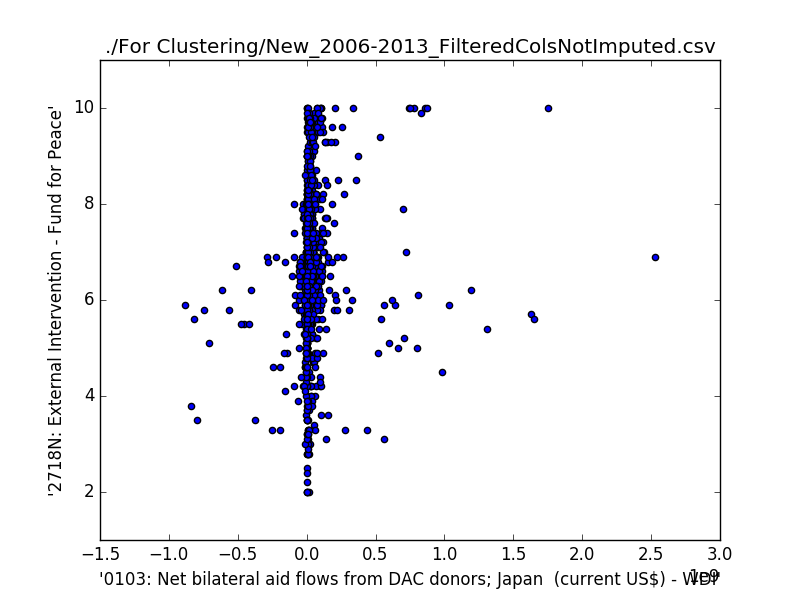 ./For Clustering/New_2006-2013_FilteredColsNotImputed.csv
'2718N: External Intervention - Fund for Peace'
10
8
6
4
2
−1.5 −1.0 −0.5 0.0 0.5 1.0 1.5 2.0 2.5 3.0
1e9
'0103: Net bilateral aid flows from DAC donors; Japan  (current US$) - WDI'